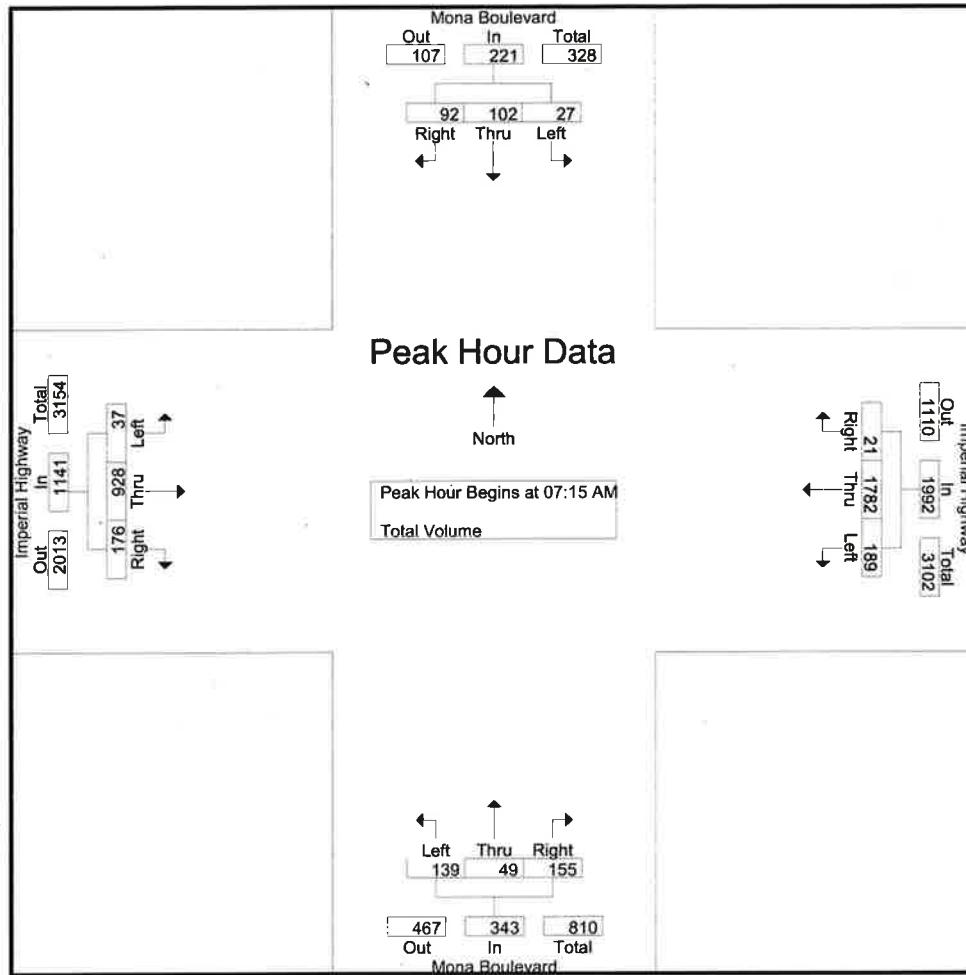 Mona Boulevard
Out In Total
107 221 328
92 102 27
Right Thru Left
Peak Hour Data
North
Peak Hour Begins at 07:15 AM
Total Volume
Imperial Highway
Total In Out
3154 1141 2013
37 928 176
Left Thru Right
Right Thru Left
21 1782 189
1110 1992 3102
Out In Total
Imperial Highway
Left Thru Right
139 49 155
467 343 810
Out In Total
Mona Boulevard